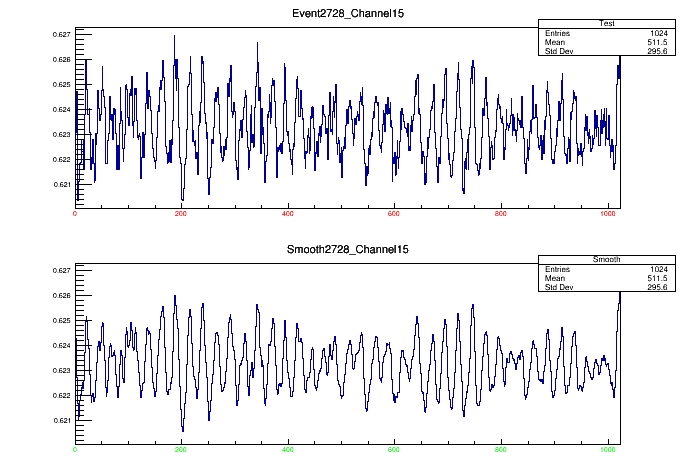 Event2728_Channel15
Test
Entries 1024
Mean 511.5
Std Dev 295.6
0.627
0.626
0.625
0.624
0.623
0.622
0.621
0 200 400 600 800 1000
Smooth2728_Channel15
Smooth
Entries 1024
Mean 511.5
Std Dev 295.6
0.627
0.626
0.625
0.624
0.623
0.622
0.621
0 200 400 600 800 1000